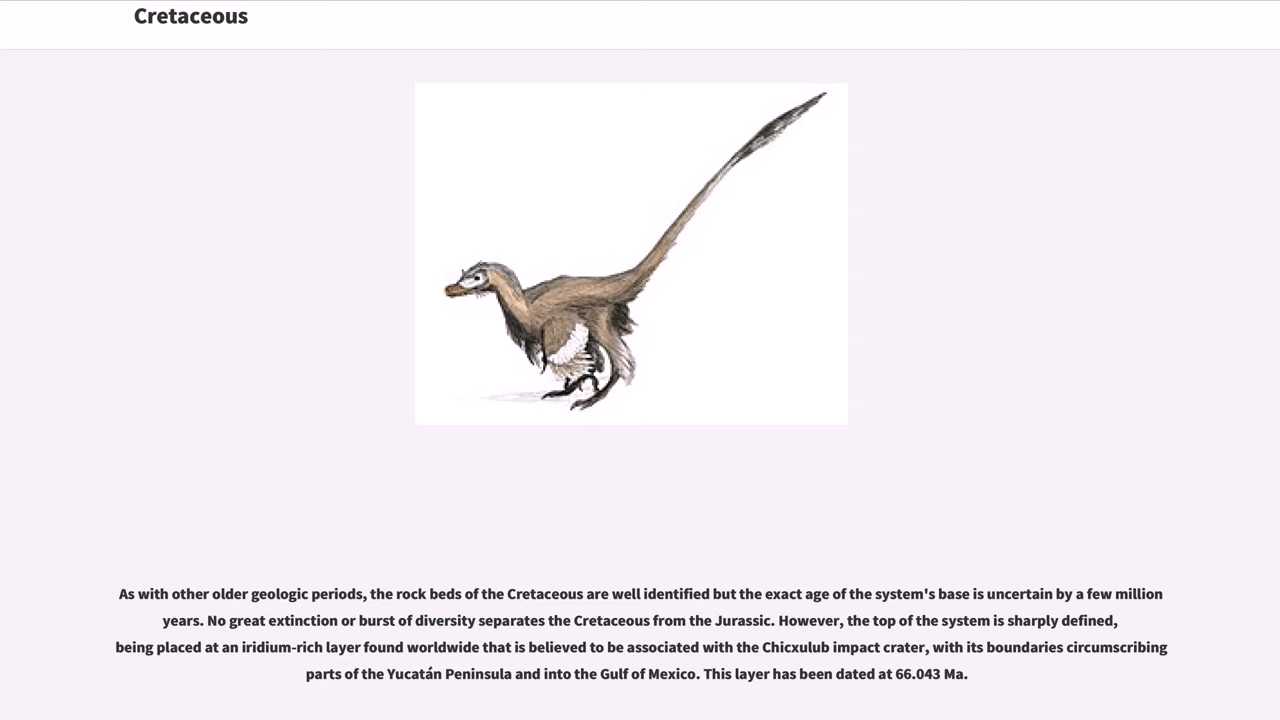 Cretaceous
As with other older geologic periods, the rock beds of the Cretaceous are well identified but the exact age of the system's base is uncertain by a few million
years. No great extinction or burst of diversity separates the Cretaceous from the Jurassic. However, the top of the system is sharply defined,
being placed at an iridium-rich layer found worldwide that is believed to be associated with the Chicxulub impact crater, with its boundaries circumscribing
parts of the Yucatán Peninsula and into the Gulf of Mexico. This layer has been dated at 66.043 Ma.